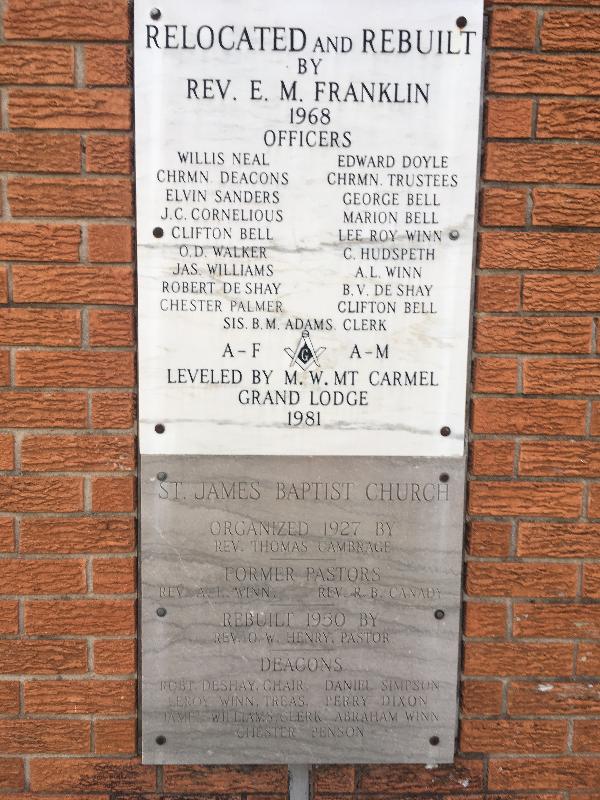 RELOCATED AND REBUILT
BY
REV. E. M. FRANKLIN
1968
OFFICERS
WILLIS NEAL EDWARD DOYLE
CHRMN. DEACONS CHRMN. TRUSTEES
ELVIN SANDERS GEORGE BELL
J.C. CORNELIOUS MARION BELL
CLIFTON BELL LEE ROY WINN
O.D. WALKER C. HUDSPETH
JAS. WILLIAMS A.L. WINN
ROBERT DE SHAY B.V. DE SHAY
CHESTER PALMER CLIFTON BELL
SIS. B.M. ADAMS. CLERK
A-F G A-M
LEVELED BY M.W. MT CARMEL
GRAND LODGE
1981
ST. JAMES BAPTIST CHURCH
ORGANIZED 1927 BY
REV. THOMAS CAMBRAGE
FORMER PASTORS
REV. A.L. WINN. REV. R.B. CANADY
REBUILT 1950 BY
REV. O.W. HENRY, PASTOR
DEACONS
ROBT. DESHAY, CHAIR. DANIEL SIMPSON
LEROY WINN, TREAS. PERRY DIXON
JAMES WILLIAMS, CLERK ABRAHAM WINN
CHESTER PENSON